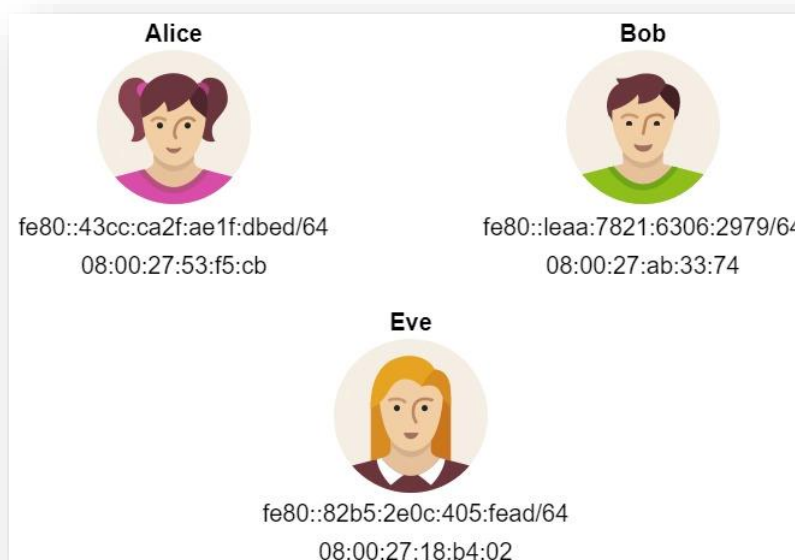 Alice
Bob
fe80::43cc:ca2f:ae1f:dbed/64
fe80::leaa:7821:6306:2979/64
08:00:27:53:f5:cb
08:00:27:ab:33:74
Eve
fe80::82b5:2e0c:405:fead/64
08:00:27:18:b4:02